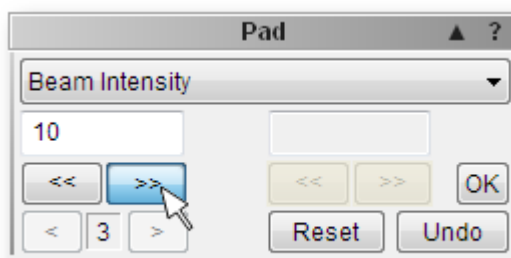 Pad ▲ ?
Beam Intensity
10
<< >> << >> OK
< 3 > Reset Undo